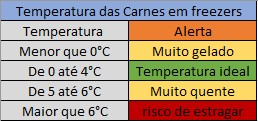 Temperatura das Carnes em freezers
Temperatura Alerta
Menor que 0°C Muito gelado
De 0 até 4°C Temperatura ideal
De 5 até 6°C Muito quente
Maior que 6°C risco de estragar